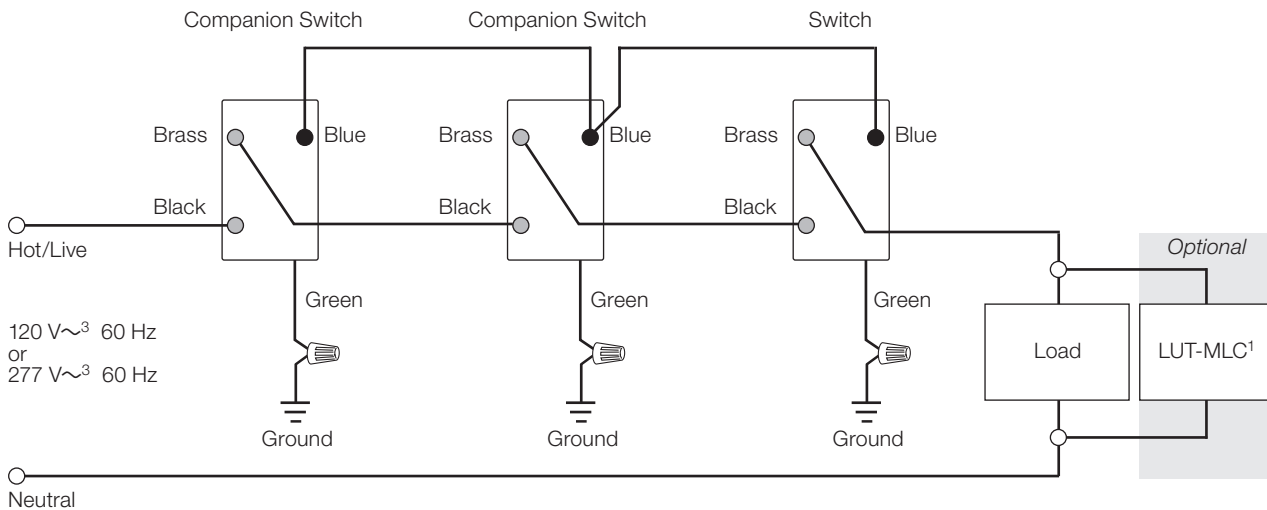 Companion Switch
Companion Switch
Switch
Brass
Blue
Brass
Blue
Brass
Blue
Black
Black
Black
Hot/Live
Optional
Green
Green
Green
120 V~³ 60 Hz
or
277 V~³ 60 Hz
Load
LUT-MLC¹
Ground
Ground
Ground
Neutral